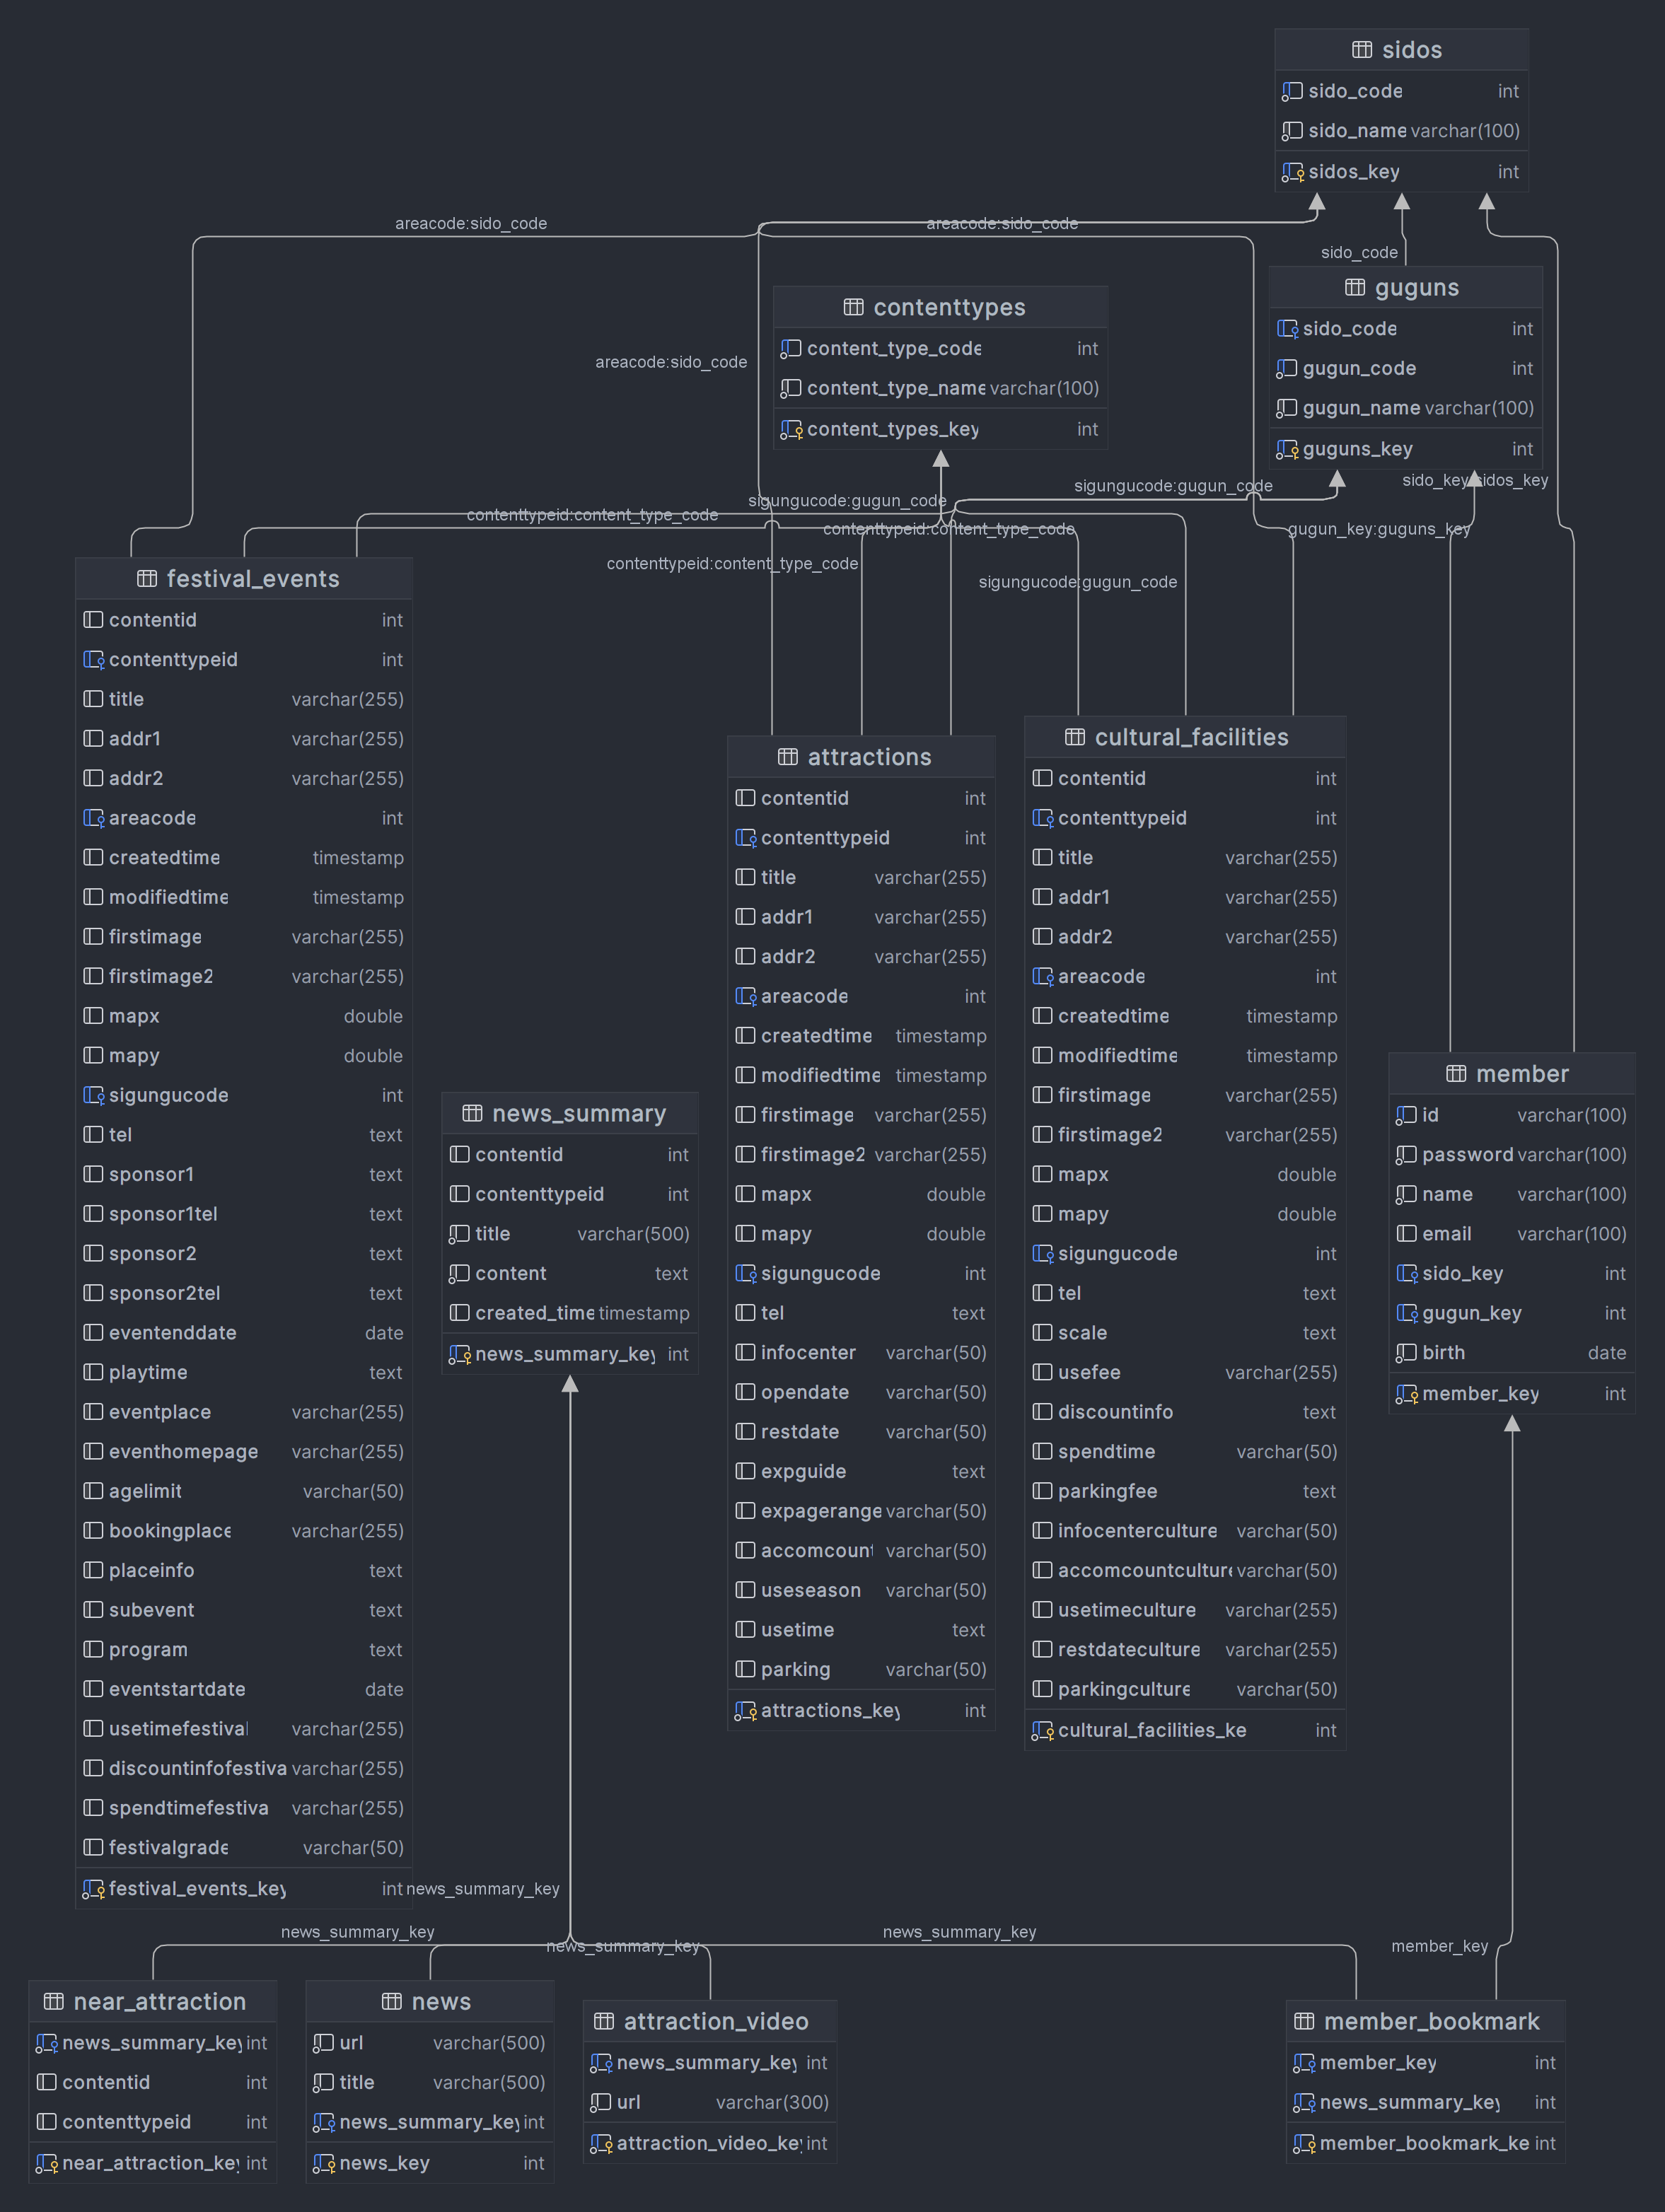 sidos
sido_code int
sido_name varchar(100)
sidos_key int
areacode:sido_code
areacode:sido_code
sido_code
guguns
sido_code int
gugun_code int
gugun_name varchar(100)
guguns_key int
contenttypes
content_type_code int
content_type_name varchar(100)
content_types_key int
areacode:sido_code
sido_key:sidos_key
sigungucode:gugun_code
sigungucode:gugun_code
contenttypeid:content_type_code
contenttypeid:content_type_code
gugun_key:guguns_key
contenttypeid:content_type_code
sigungucode:gugun_code
festival_events
contentid int
contenttypeid int
title varchar(255)
addr1 varchar(255)
addr2 varchar(255)
areacode int
createdtime timestamp
modifiedtime timestamp
firstimage varchar(255)
firstimage2 varchar(255)
mapx double
mapy double
sigungucode int
tel text
sponsor1 text
sponsor1tel text
sponsor2 text
sponsor2tel text
eventenddate date
playtime text
eventplace varchar(255)
eventhomepage varchar(255)
agelimit varchar(50)
bookingplace varchar(255)
placeinfo text
subevent text
program text
eventstartdate date
usetimefestival varchar(255)
discountinfofestiva varchar(255)
spendtimefestiva varchar(255)
festivalgrade varchar(50)
festival_events_key int
attractions
contentid int
contenttypeid int
title varchar(255)
addr1 varchar(255)
addr2 varchar(255)
areacode int
createdtime timestamp
modifiedtime timestamp
firstimage varchar(255)
firstimage2 varchar(255)
mapx double
mapy double
sigungucode int
tel text
infocenter varchar(50)
opendate varchar(50)
restdate varchar(50)
expguide text
expagerange varchar(50)
accomcount varchar(50)
useseason varchar(50)
usetime text
parking varchar(50)
attractions_key int
cultural_facilities
contentid int
contenttypeid int
title varchar(255)
addr1 varchar(255)
addr2 varchar(255)
areacode int
createdtime timestamp
modifiedtime timestamp
firstimage varchar(255)
firstimage2 varchar(255)
mapx double
mapy double
sigungucode int
tel text
scale text
usefee varchar(255)
discountinfo text
spendtime varchar(50)
parkingfee text
infocenterculture varchar(50)
accomcountculture varchar(50)
usetimeculture varchar(255)
restdateculture varchar(255)
parkingculture varchar(50)
cultural_facilities_ke int
news_summary
contentid int
contenttypeid int
title varchar(500)
content text
created_time timestamp
news_summary_key int
member
id varchar(100)
password varchar(100)
name varchar(100)
email varchar(100)
sido_key int
gugun_key int
birth date
member_key int
news_summary_key
news_summary_key
news_summary_key
news_summary_key
member_key
near_attraction
news_summary_key int
contentid int
contenttypeid int
near_attraction_key int
news
url varchar(500)
title varchar(500)
news_summary_key int
news_key int
attraction_video
news_summary_key int
url varchar(300)
attraction_video_key int
member_bookmark
member_key int
news_summary_key int
member_bookmark_ke int